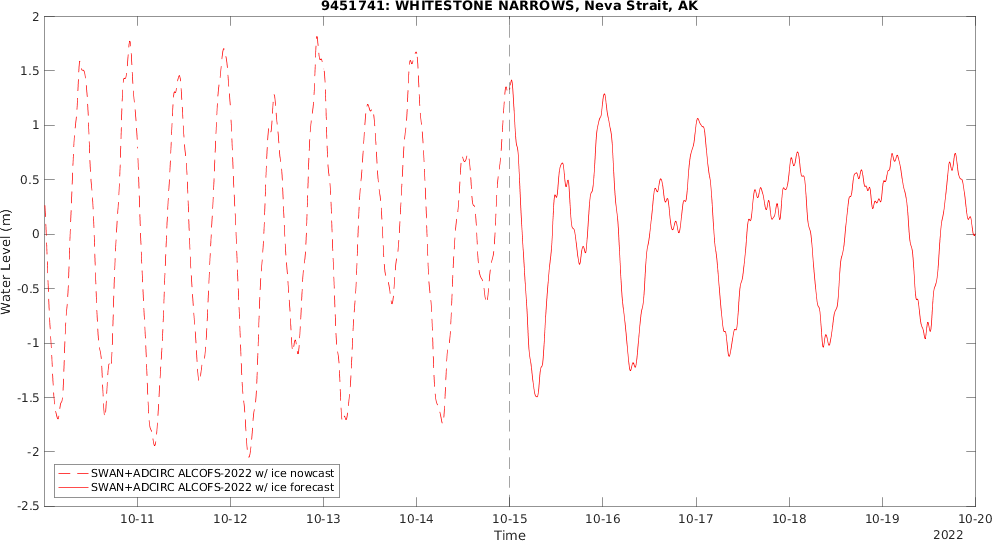 9451741: WHITESTONE NARROWS, Neva Strait, AK
Water Level (m)
2
1.5
1
0.5
0
-0.5
-1
-1.5
-2
-2.5
SWAN+ADCIRC ALCOFS-2022 w/ ice nowcast
SWAN+ADCIRC ALCOFS-2022 w/ ice forecast
10-11 10-12 10-13 10-14 10-15 10-16 10-17 10-18 10-19 10-20
Time
2022